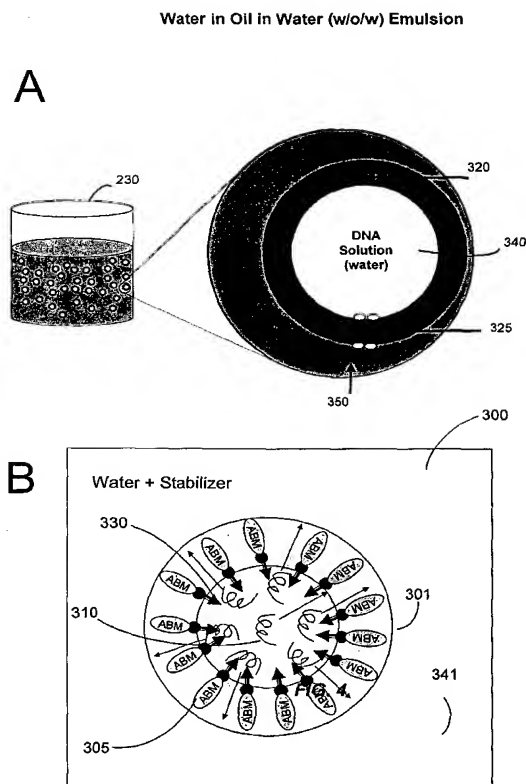 Water in Oil in Water (w/o/w) Emulsion
A
230
320
DNA
Solution
(water)
340
325
350
300
B
Water + Stabilizer
330
ABM
ABM
ABM
ABM
ABM
ABM
310
ABM
ABM
301
ABM
ABM
ABM
FIG. 4
ABM
341
ABM
ABM
305